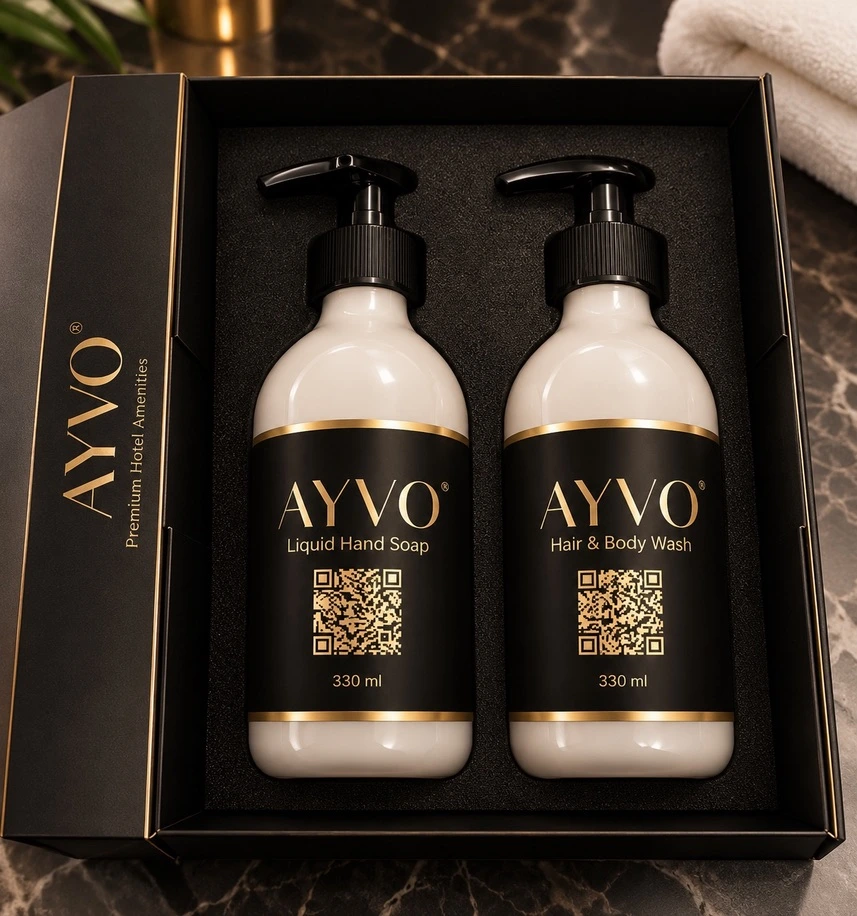 AYVO®
Premium Hotel Amenities
AYVO®
Liquid Hand Soap
330 ml
AYVO®
Hair & Body Wash
330 ml